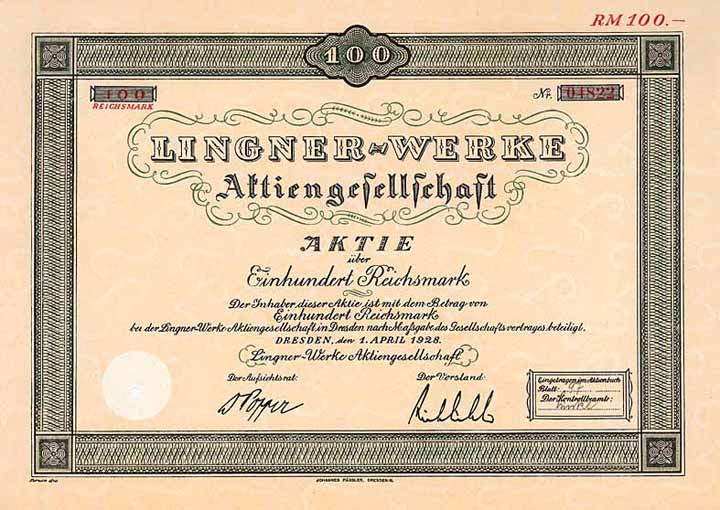 RM 100.—
100
100
REICHSMARK
Nr. 04822
LINGNER-WERKE
Aktiengesellschaft
AKTIE
über
Einhundert Reichsmark
Der Inhaber dieser Aktie ist mit dem Betrag von
Einhundert Reichsmark
bei der Lingner-Werke Aktiengesellschaft, in Dresden nach Maßgabe des Gesellschaftsvertrages, beteiligt.
DRESDEN, den 1. APRIL 1928.
Lingner-Werke Aktiengesellschaft
Der Aufsichtsrat: Der Vorstand:
Eingetragen im Aktienbuch
Blatt:
Der Kontrollbeamte:
JOHANNES PÄSSLER, DRESDEN-N.